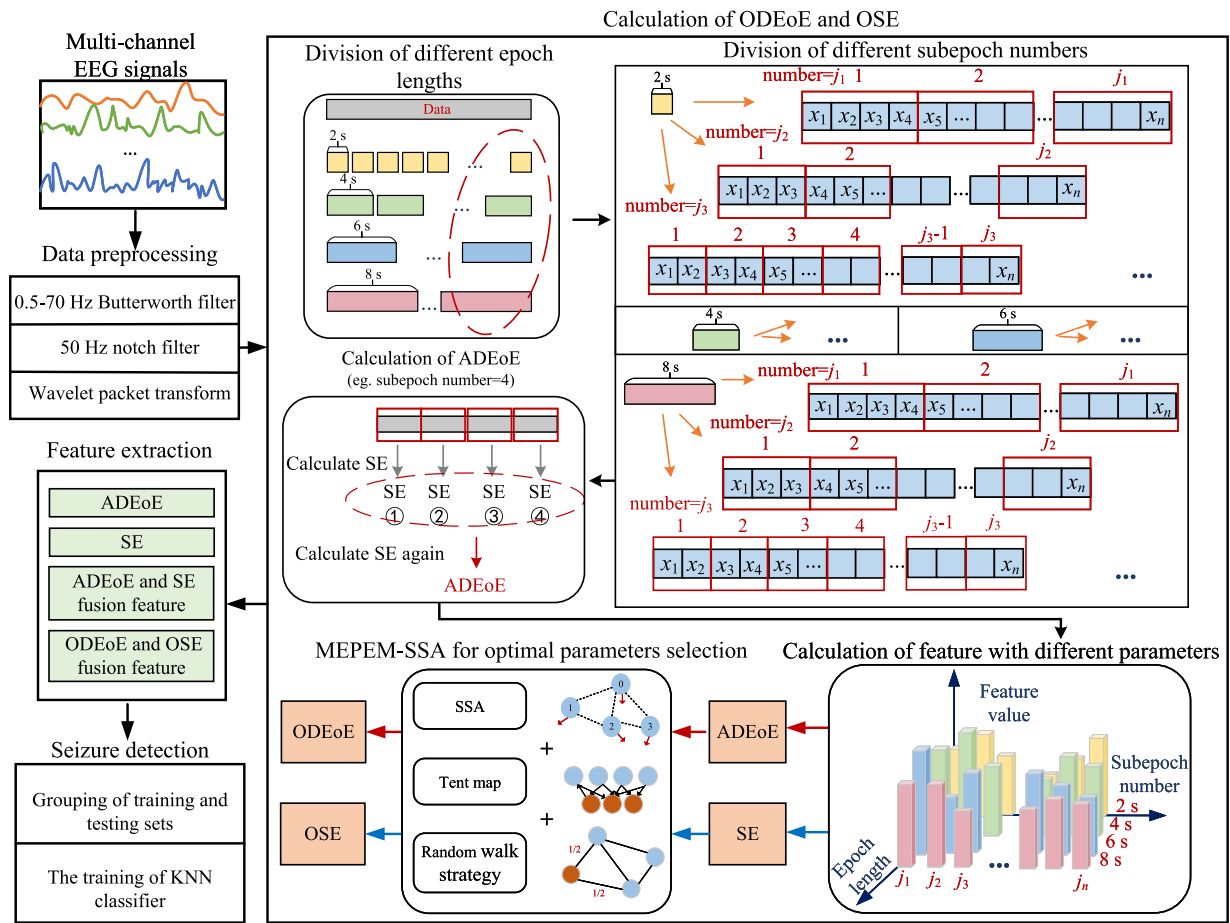 Calculation of ODEoE and OSE
Multi-channel
EEG signals
...
Data preprocessing
0.5-70 Hz Butterworth filter
50 Hz notch filter
Wavelet packet transform
Feature extraction
ADEoE
SE
ADEoE and SE
fusion feature
ODEoE and OSE
fusion feature
Seizure detection
Grouping of training and
testing sets
The training of KNN
classifier
Division of different epoch
lengths
Data
2 s
...
4 s
...
6 s
...
8 s
...
Division of different subepoch numbers
2 s
number=j1 1 2 j1
x1 x2 x3 x4 x5 ... ... xn
number=j2
1 2 j2
x1 x2 x3 x4 x5 ... ... xn
number=j3
1 2 3 4 j3-1 j3
x1 x2 x3 x4 x5 ... ... xn ...
4 s ... 6 s ...
8 s
number=j1 1 2 j1
x1 x2 x3 x4 x5 ... ... xn
number=j2
1 2 j2
x1 x2 x3 x4 x5 ... ... xn
number=j3
1 2 3 4 j3-1 j3
x1 x2 x3 x4 x5 ... ... xn ...
Calculation of ADEoE
(eg. subepoch number=4)
Calculate SE
SE SE SE SE
① ② ③ ④
Calculate SE again
ADEoE
MEPEM-SSA for optimal parameters selection
ODEoE
OSE
SSA
+
Tent map
+
Random walk
strategy
0
1
2 3
1/2
1/2
ADEoE
SE
Calculation of feature with different parameters
Feature
value
Subepoch
number
2 s
4 s
6 s
8 s
Epoch
length
j1 j2 j3 ... jn